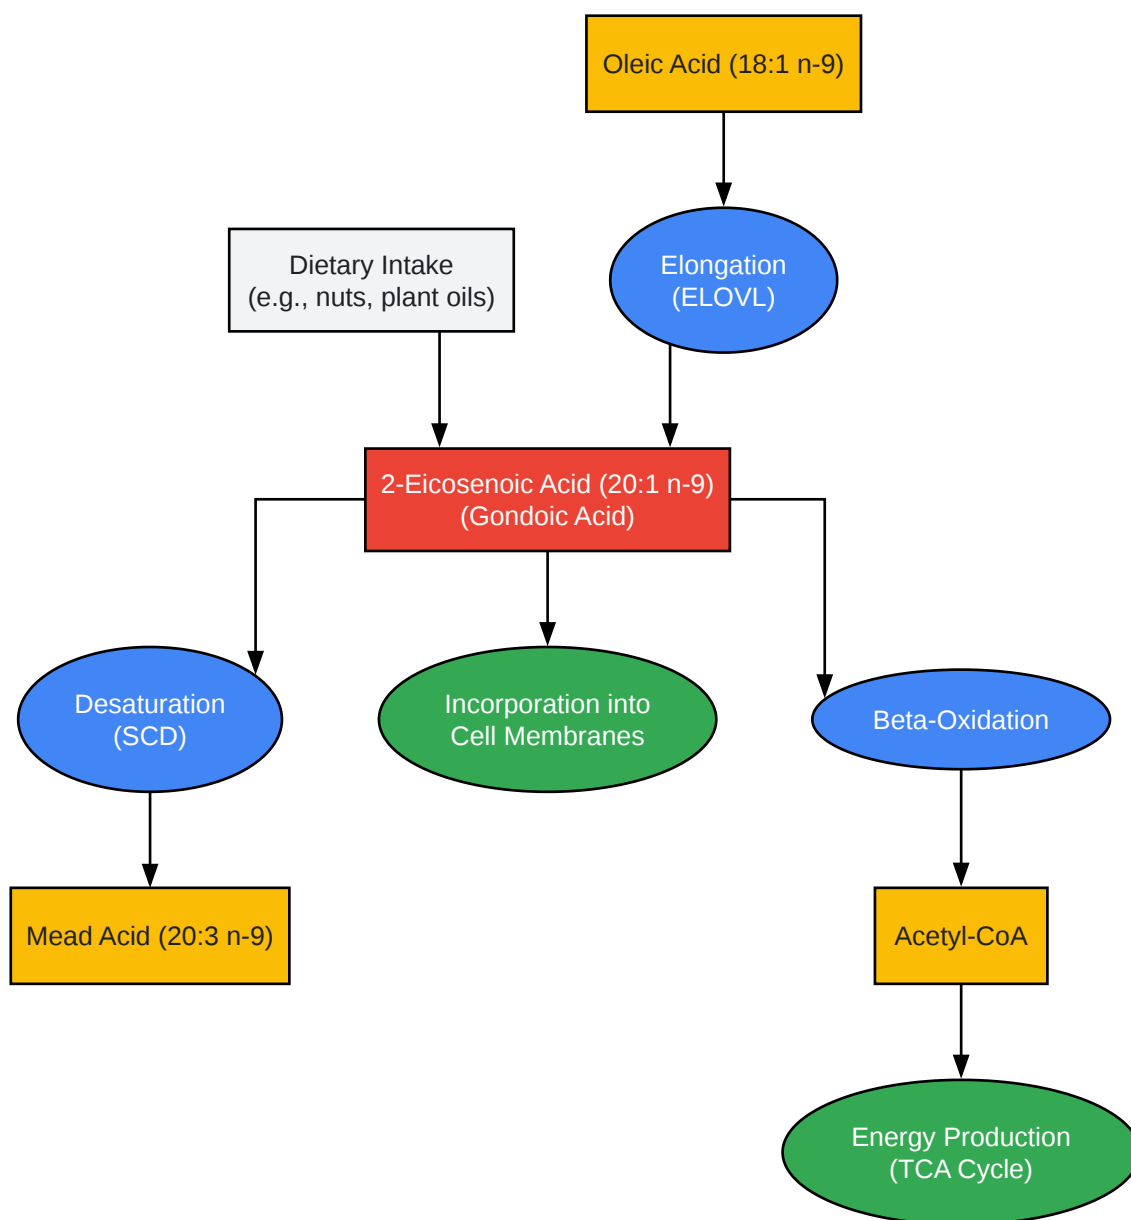 Oleic Acid (18:1 n-9)
Dietary Intake
(e.g., nuts, plant oils)
Elongation
(ELOVL)
2-Eicosenoic Acid (20:1 n-9)
(Gondoic Acid)
Desaturation
(SCD)
Incorporation into
Cell Membranes
Beta-Oxidation
Mead Acid (20:3 n-9)
Acetyl-CoA
Energy Production
(TCA Cycle)